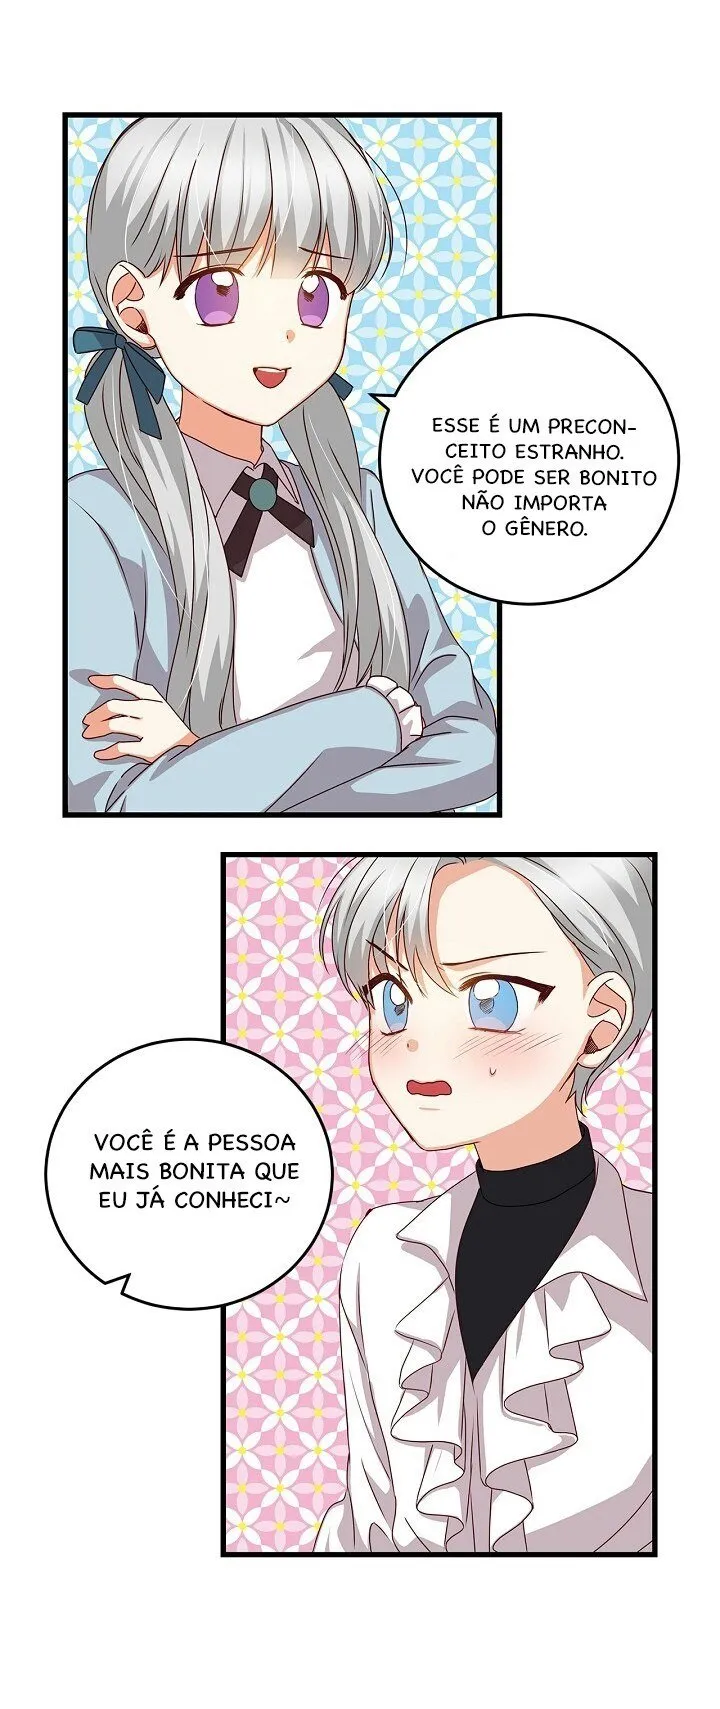 ESSE É UM PRECON-
CEITO ESTRANHO.
VOCÊ PODE SER BONITO
NÃO IMPORTA
O GÊNERO.
VOCÊ É A PESSOA
MAIS BONITA QUE
EU JÁ CONHECI~